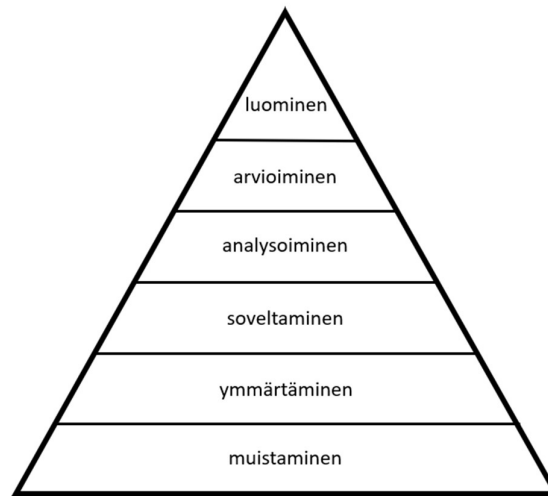 luominen
arvioiminen
analysoiminen
soveltaminen
ymmärtäminen
muistaminen